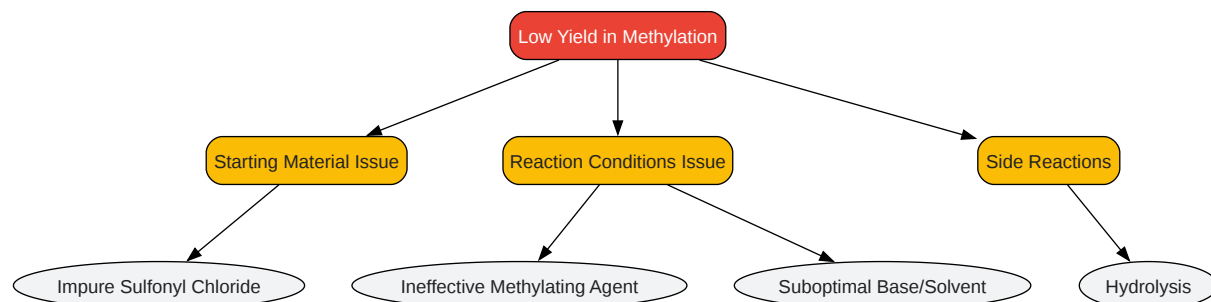 Low Yield in Methylation
Starting Material Issue
Reaction Conditions Issue
Side Reactions
Impure Sulfonyl Chloride
Ineffective Methylating Agent
Suboptimal Base/Solvent
Hydrolysis